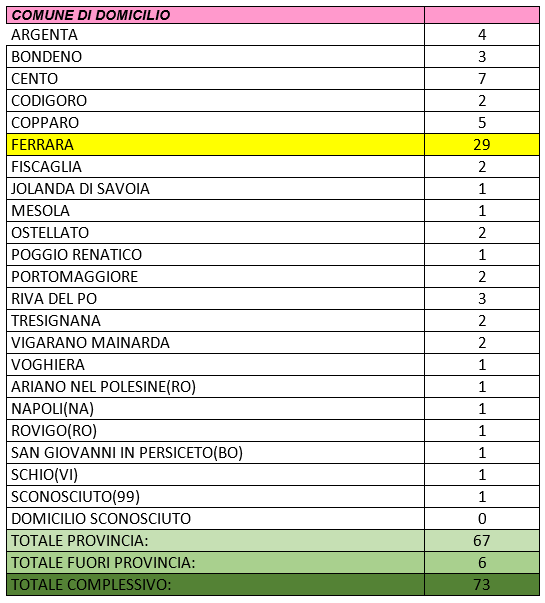 COMUNE DI DOMICILIO
ARGENTA 4
BONDENO 3
CENTO 7
CODIGORO 2
COPPARO 5
FERRARA 29
FISCAGLIA 2
JOLANDA DI SAVOIA 1
MESOLA 1
OSTELLATO 2
POGGIO RENATICO 1
PORTOMAGGIORE 2
RIVA DEL PO 3
TRESIGNANA 2
VIGARANO MAINARDA 2
VOGHIERA 1
ARIANO NEL POLESINE(RO) 1
NAPOLI(NA) 1
ROVIGO(RO) 1
SAN GIOVANNI IN PERSICETO(BO) 1
SCHIO(VI) 1
SCONOSCIUTO(99) 1
DOMICILIO SCONOSCIUTO 0
TOTALE PROVINCIA: 67
TOTALE FUORI PROVINCIA: 6
TOTALE COMPLESSIVO: 73